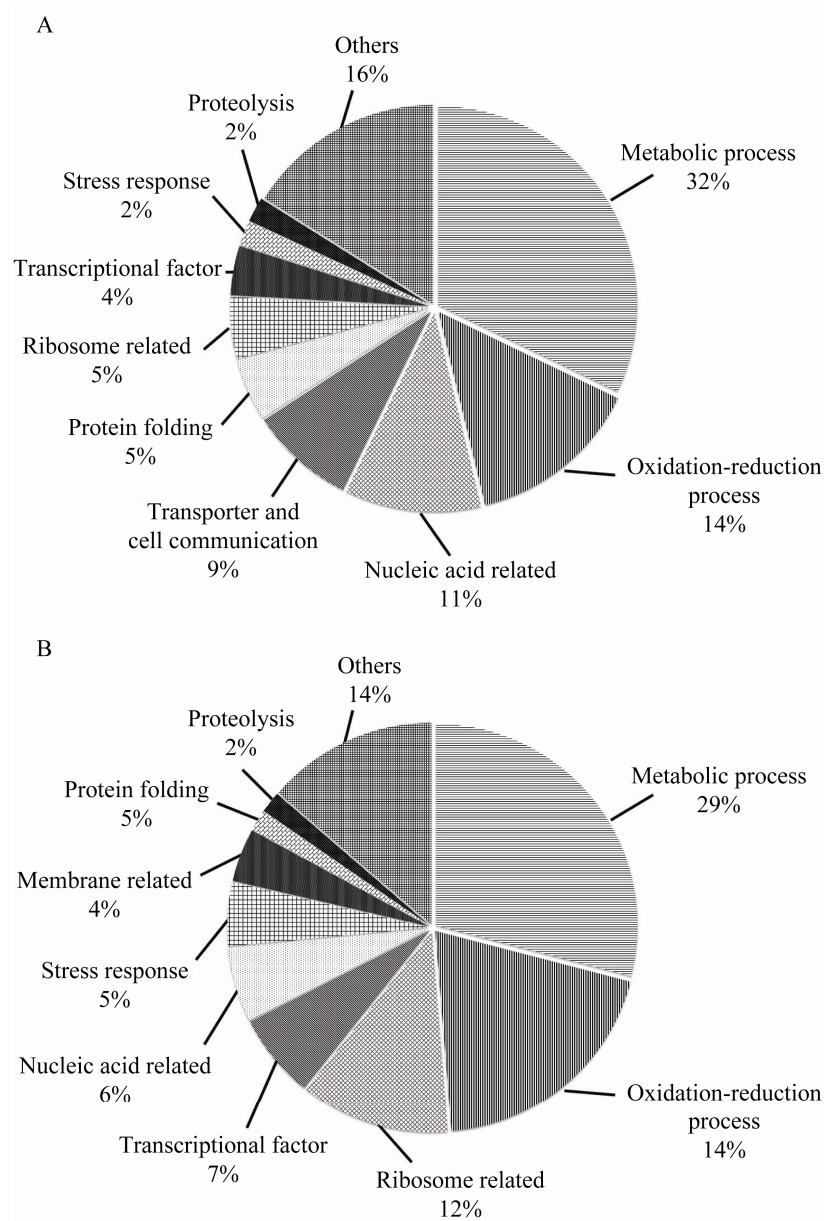 A
Others
16%
Proteolysis
2%
Metabolic process
32%
Stress response
2%
Transcriptional factor
4%
Ribosome related
5%
Protein folding
5%
Oxidation-reduction
process
14%
Transporter and
cell communication
9%
Nucleic acid related
11%
B
Others
14%
Proteolysis
2%
Metabolic process
29%
Protein folding
5%
Membrane related
4%
Stress response
5%
Nucleic acid related
6%
Oxidation-reduction
process
14%
Transcriptional factor
7%
Ribosome related
12%